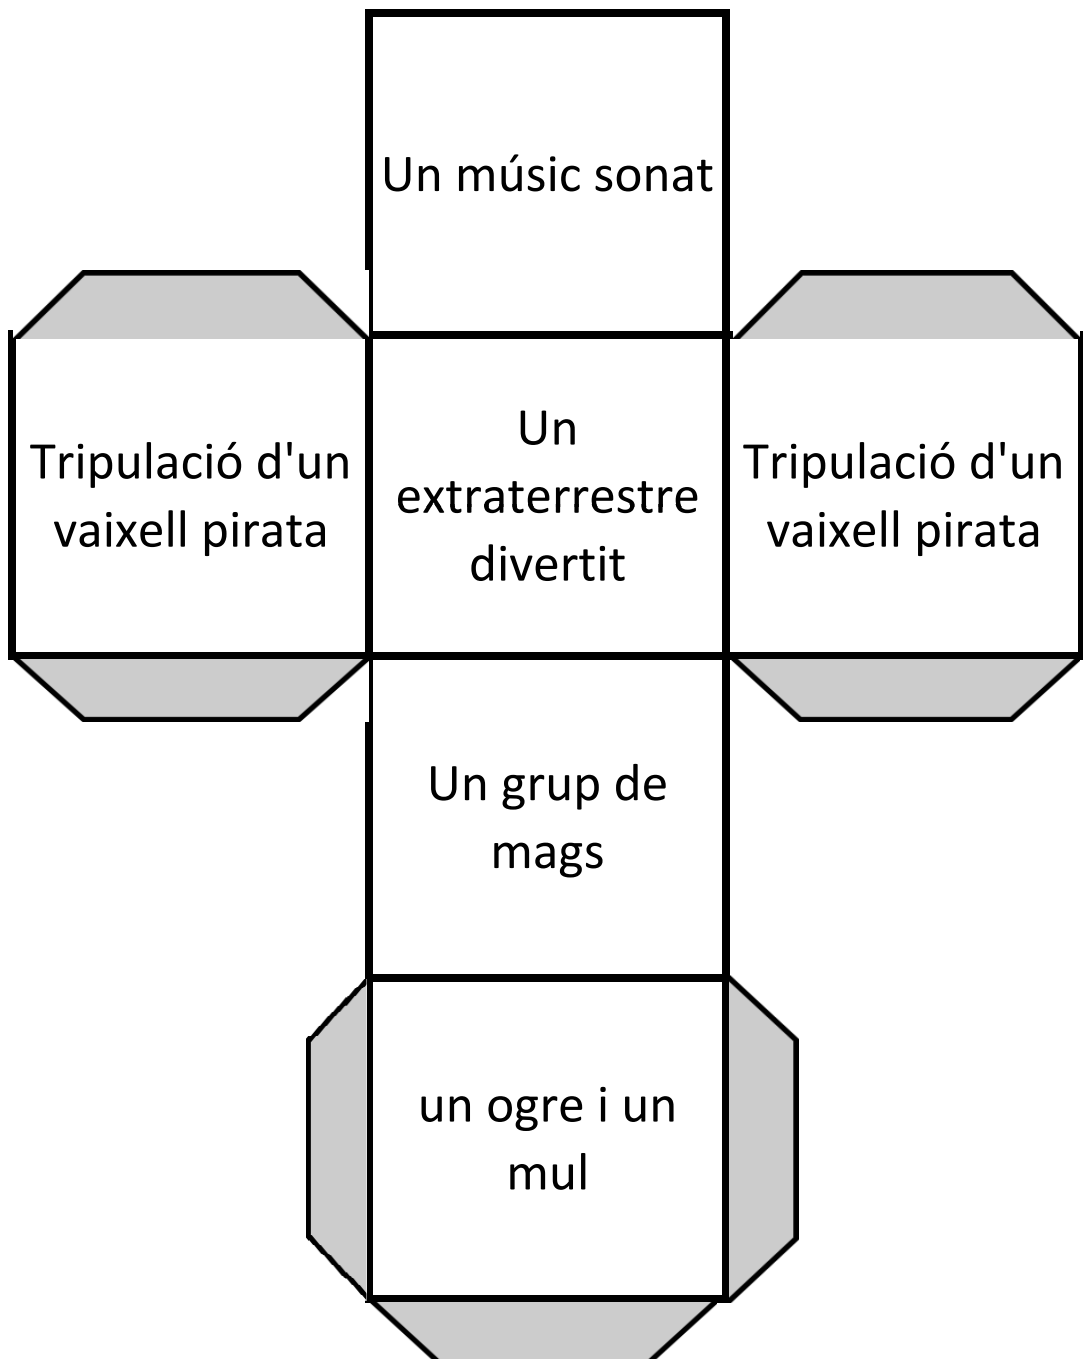 Un músic sonat
Tripulació d'un
vaixell pirata
Un
extraterrestre
divertit
Tripulació d'un
vaixell pirata
Un grup de
mags
un ogre i un
mul